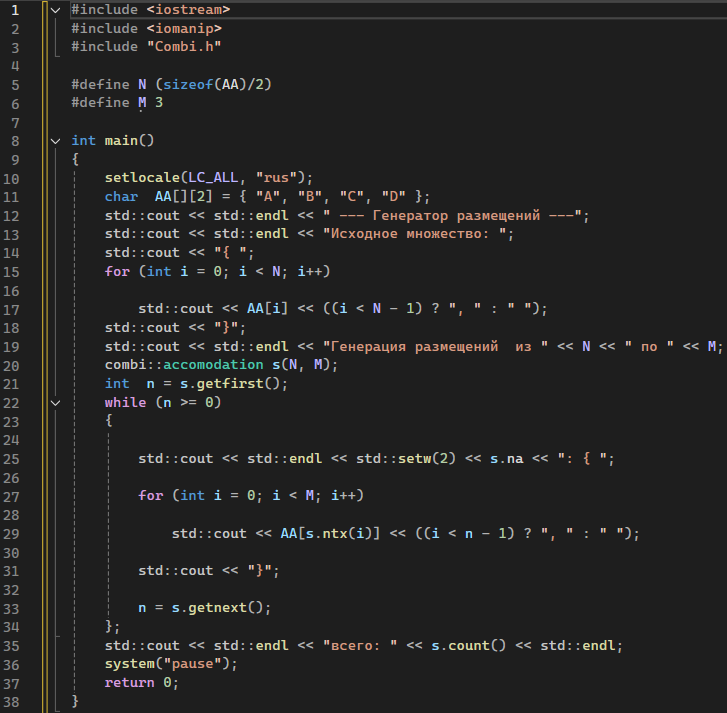 1 #include <iostream>
2 #include <iomanip>
3 #include "Combi.h"
4
5 #define N (sizeof(AA)/2)
6 #define M 3
7
8 int main()
9 {
10 setlocale(LC_ALL, "rus");
11 char  AA[][2] = { "A", "B", "C", "D" };
12 std::cout << std::endl << " --- Генератор размещений ---";
13 std::cout << std::endl << "Исходное множество: ";
14 std::cout << "{ ";
15 for (int i = 0; i < N; i++)
16
17 std::cout << AA[i] << ((i < N - 1) ? ", " : " ");
18 std::cout << "}";
19 std::cout << std::endl << "Генерация размещений  из " << N << " по " << M;
20 combi::accomodation s(N, M);
21 int  n = s.getfirst();
22 while (n >= 0)
23 {
24
25 std::cout << std::endl << std::setw(2) << s.na << ": { ";
26
27 for (int i = 0; i < M; i++)
28
29 std::cout << AA[s.ntx(i)] << ((i < n - 1) ? ", " : " ");
30
31 std::cout << "}";
32
33 n = s.getnext();
34 };
35 std::cout << std::endl << "всего: " << s.count() << std::endl;
36 system("pause");
37 return 0;
38 }